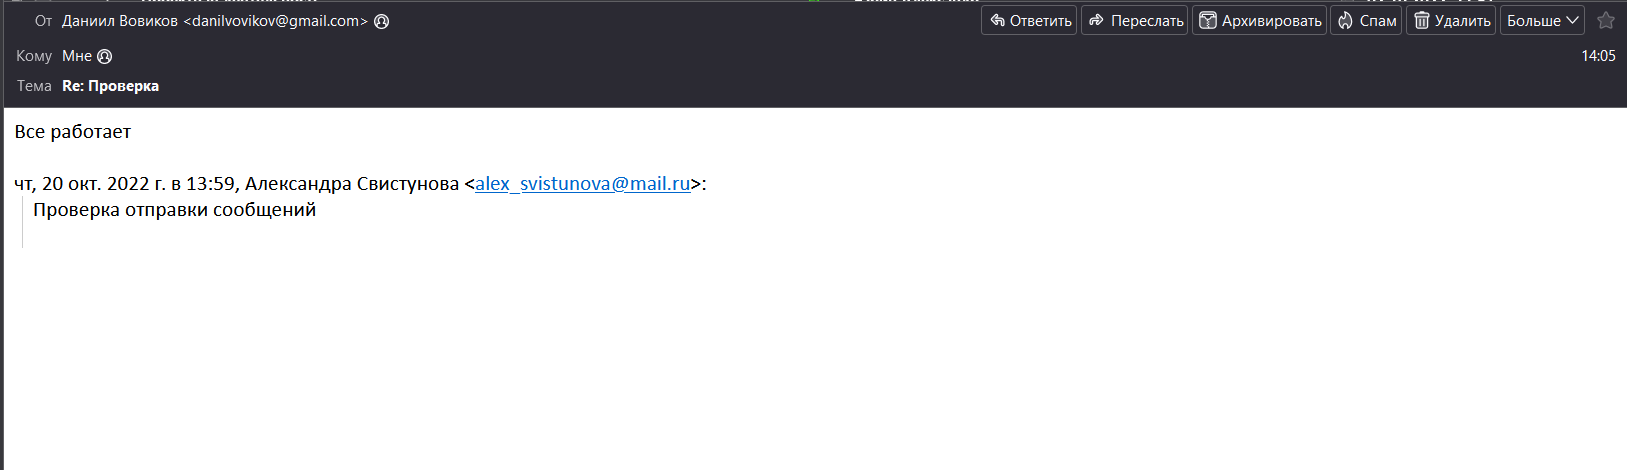 От Даниил Вовиков <danilvovikov@gmail.com> Ответить Переслать Архивировать Спам Удалить Больше
Кому Мне 14:05
Тема Re: Проверка
Все работает
чт, 20 окт. 2022 г. в 13:59, Александра Свистунова <alex_svistunova@mail.ru>:
Проверка отправки сообщений